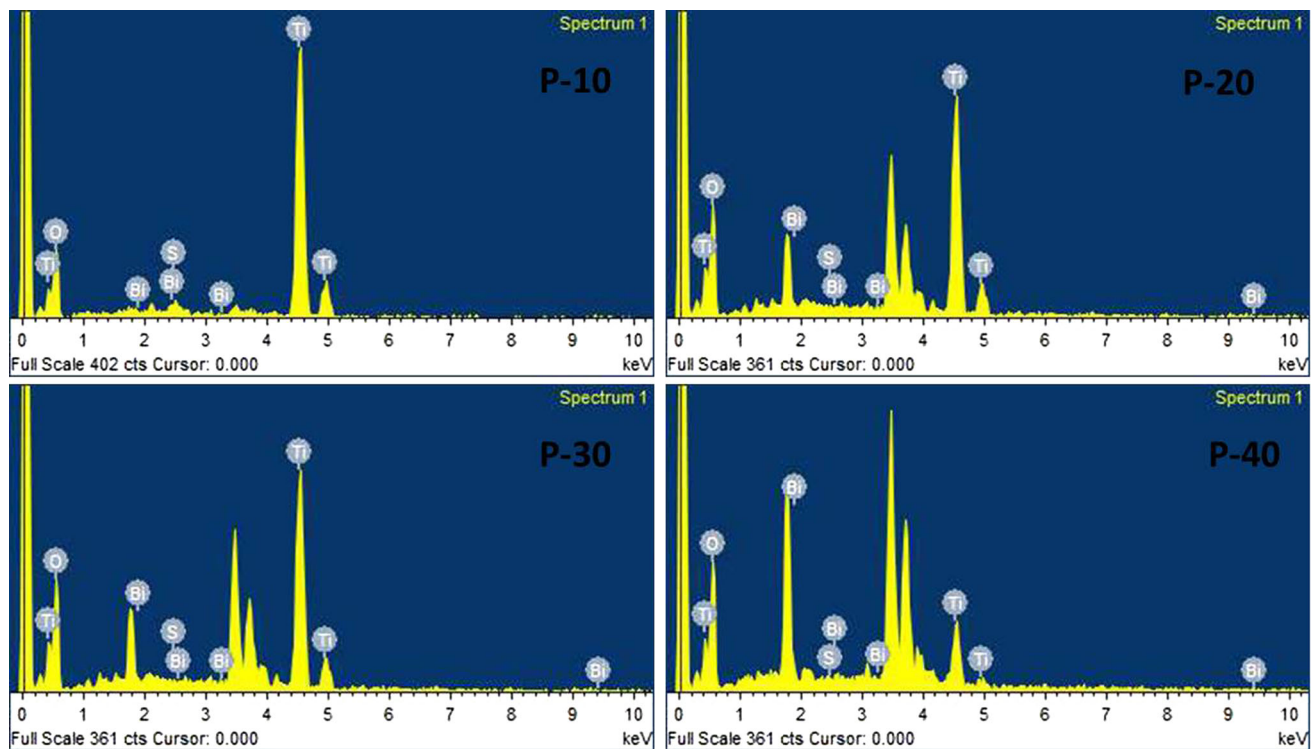 Spectrum 1
P-10
Ti
O
S
Ti
Bi
Bi
Bi
Ti
0 1 2 3 4 5 6 7 8 9 10
Full Scale 402 cts Cursor: 0.000 keV
Spectrum 1
P-20
Ti
O
Bi
Ti
S
Bi
Bi
Ti
Bi
0 1 2 3 4 5 6 7 8 9 10
Full Scale 361 cts Cursor: 0.000 keV
Spectrum 1
P-30
Ti
O
Bi
Ti
S
Bi
Bi
Ti
Bi
0 1 2 3 4 5 6 7 8 9 10
Full Scale 361 cts Cursor: 0.000 keV
Spectrum 1
P-40
Bi
O
Ti
Ti
Bi
S
Bi
Ti
Bi
0 1 2 3 4 5 6 7 8 9 10
Full Scale 361 cts Cursor: 0.000 keV